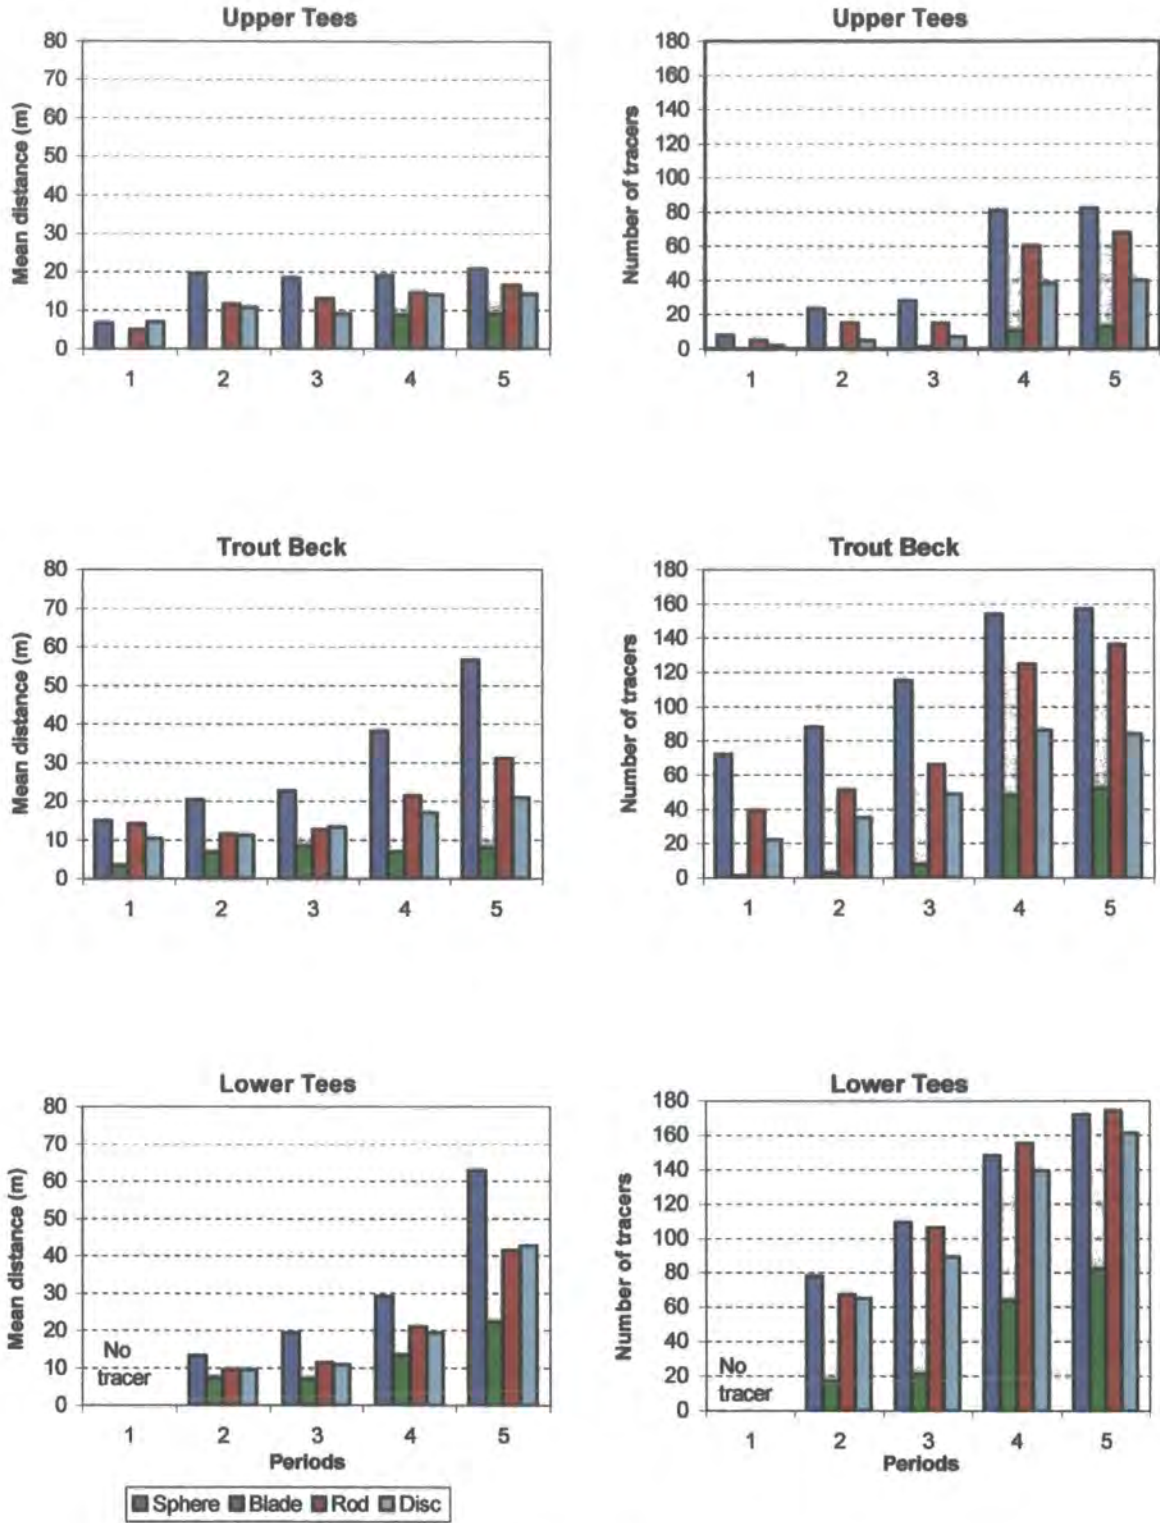 Upper Tees
Mean distance (m)
80
70
60
50
40
30
20
10
0
1 2 3 4 5
Upper Tees
Number of tracers
180
160
140
120
100
80
60
40
20
0
1 2 3 4 5
Trout Beck
Mean distance (m)
80
70
60
50
40
30
20
10
0
1 2 3 4 5
Trout Beck
Number of tracers
180
160
140
120
100
80
60
40
20
0
1 2 3 4 5
Lower Tees
Mean distance (m)
80
70
60
50
40
30
20
10
0
No
tracer
1 2 3 4 5
Periods
Lower Tees
Number of tracers
180
160
140
120
100
80
60
40
20
0
No
tracer
1 2 3 4 5
Periods
Sphere Blade Rod Disc